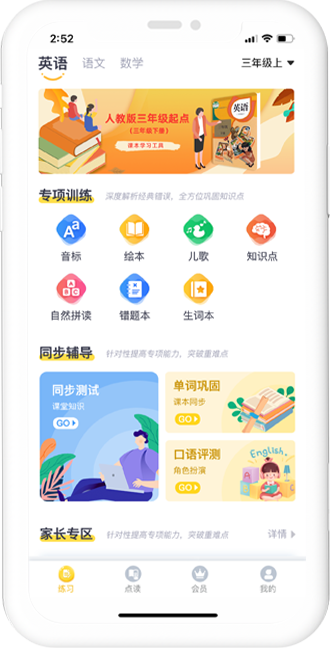 2:52
英语 语文 数学 三年级上
人教版三年级起点
(三年级下册)
课本学习工具
英语
专项训练 深度解析经典错误，全方位巩固知识点
音标 绘本 儿歌 知识点
自然拼读 错题本 生词本
同步辅导 针对性提高专项能力，突破重难点
同步测试
课堂知识
GO
单词巩固
课本同步
GO
口语评测
角色扮演
GO
English
家长专区 针对性提高专项能力，突破重难点 详情
练习 点读 会员 我的